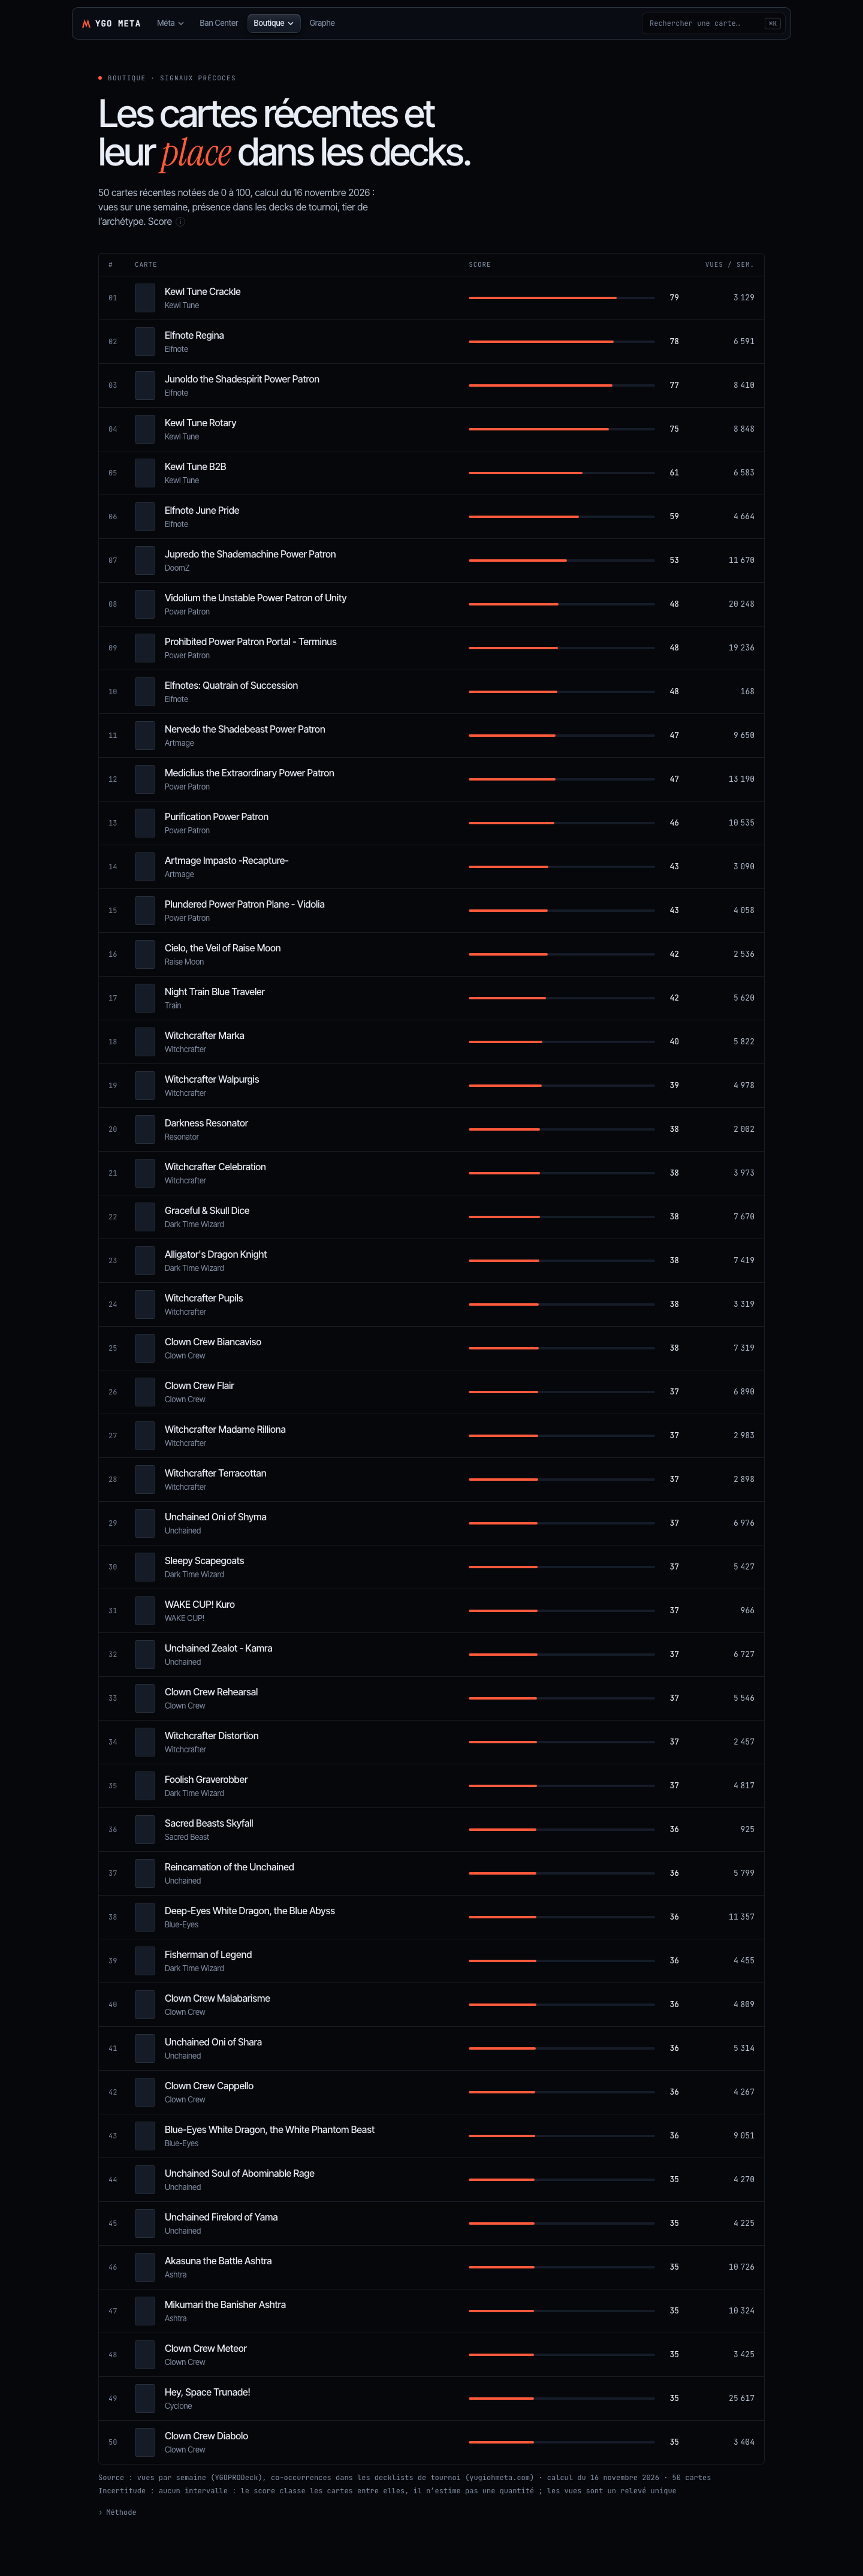 YGO META Méta Ban Center Boutique Graphe Rechercher une carte… ⌘K
BOUTIQUE · SIGNAUX PRÉCOCES
Les cartes récentes et
leur place dans les decks.
50 cartes récentes notées de 0 à 100, calcul du 16 novembre 2026 :
vues sur une semaine, présence dans les decks de tournoi, tier de
l'archétype. Score
# CARTE SCORE VUES / SEM.
01 Kewl Tune Crackle 79 3 129
Kewl Tune
02 Elfnote Regina 78 6 591
Elfnote
03 Junoldo the Shadespirit Power Patron 77 8 410
Elfnote
04 Kewl Tune Rotary 75 8 848
Kewl Tune
05 Kewl Tune B2B 61 6 583
Kewl Tune
06 Elfnote June Pride 59 4 664
Elfnote
07 Jupredo the Shademachine Power Patron 53 11 670
DoomZ
08 Vidolium the Unstable Power Patron of Unity 48 20 248
Power Patron
09 Prohibited Power Patron Portal - Terminus 48 19 236
Power Patron
10 Elfnotes: Quatrain of Succession 48 168
Elfnote
11 Nervedo the Shadebeast Power Patron 47 9 650
Artmage
12 Mediclius the Extraordinary Power Patron 47 13 190
Power Patron
13 Purification Power Patron 46 10 535
Power Patron
14 Artmage Impasto -Recapture- 43 3 090
Artmage
15 Plundered Power Patron Plane - Vidolia 43 4 058
Power Patron
16 Cielo, the Veil of Raise Moon 42 2 536
Raise Moon
17 Night Train Blue Traveler 42 5 620
Train
18 Witchcrafter Marka 40 5 822
Witchcrafter
19 Witchcrafter Walpurgis 39 4 978
Witchcrafter
20 Darkness Resonator 38 2 002
Resonator
21 Witchcrafter Celebration 38 3 973
Witchcrafter
22 Graceful & Skull Dice 38 7 670
Dark Time Wizard
23 Alligator's Dragon Knight 38 7 419
Dark Time Wizard
24 Witchcrafter Pupils 38 3 319
Witchcrafter
25 Clown Crew Biancaviso 38 7 319
Clown Crew
26 Clown Crew Flair 37 6 890
Clown Crew
27 Witchcrafter Madame Rilliona 37 2 983
Witchcrafter
28 Witchcrafter Terracottan 37 2 898
Witchcrafter
29 Unchained Oni of Shyma 37 6 976
Unchained
30 Sleepy Scapegoats 37 5 427
Dark Time Wizard
31 WAKE CUP! Kuro 37 966
WAKE CUP!
32 Unchained Zealot - Kamra 37 6 727
Unchained
33 Clown Crew Rehearsal 37 5 546
Clown Crew
34 Witchcrafter Distortion 37 2 457
Witchcrafter
35 Foolish Graverobber 37 4 817
Dark Time Wizard
36 Sacred Beasts Skyfall 36 925
Sacred Beast
37 Reincarnation of the Unchained 36 5 799
Unchained
38 Deep-Eyes White Dragon, the Blue Abyss 36 11 357
Blue-Eyes
39 Fisherman of Legend 36 4 455
Dark Time Wizard
40 Clown Crew Malabarisme 36 4 809
Clown Crew
41 Unchained Oni of Shara 36 5 314
Unchained
42 Clown Crew Cappello 36 4 267
Clown Crew
43 Blue-Eyes White Dragon, the White Phantom Beast 36 9 051
Blue-Eyes
44 Unchained Soul of Abominable Rage 35 4 270
Unchained
45 Unchained Firelord of Yama 35 4 225
Unchained
46 Akasuna the Battle Ashtra 35 10 726
Ashtra
47 Mikumari the Banisher Ashtra 35 10 324
Ashtra
48 Clown Crew Meteor 35 3 425
Clown Crew
49 Hey, Space Trunade! 35 25 617
Cyclone
50 Clown Crew Diabolo 35 3 404
Clown Crew
Source : vues par semaine (YGOPRODeck), co-occurrences dans les decklists de tournoi (yugiohmeta.com) · calcul du 16 novembre 2026 · 50 cartes
Incertitude : aucun intervalle : le score classe les cartes entre elles, il n'estime pas une quantité ; les vues sont un relevé unique
› Méthode